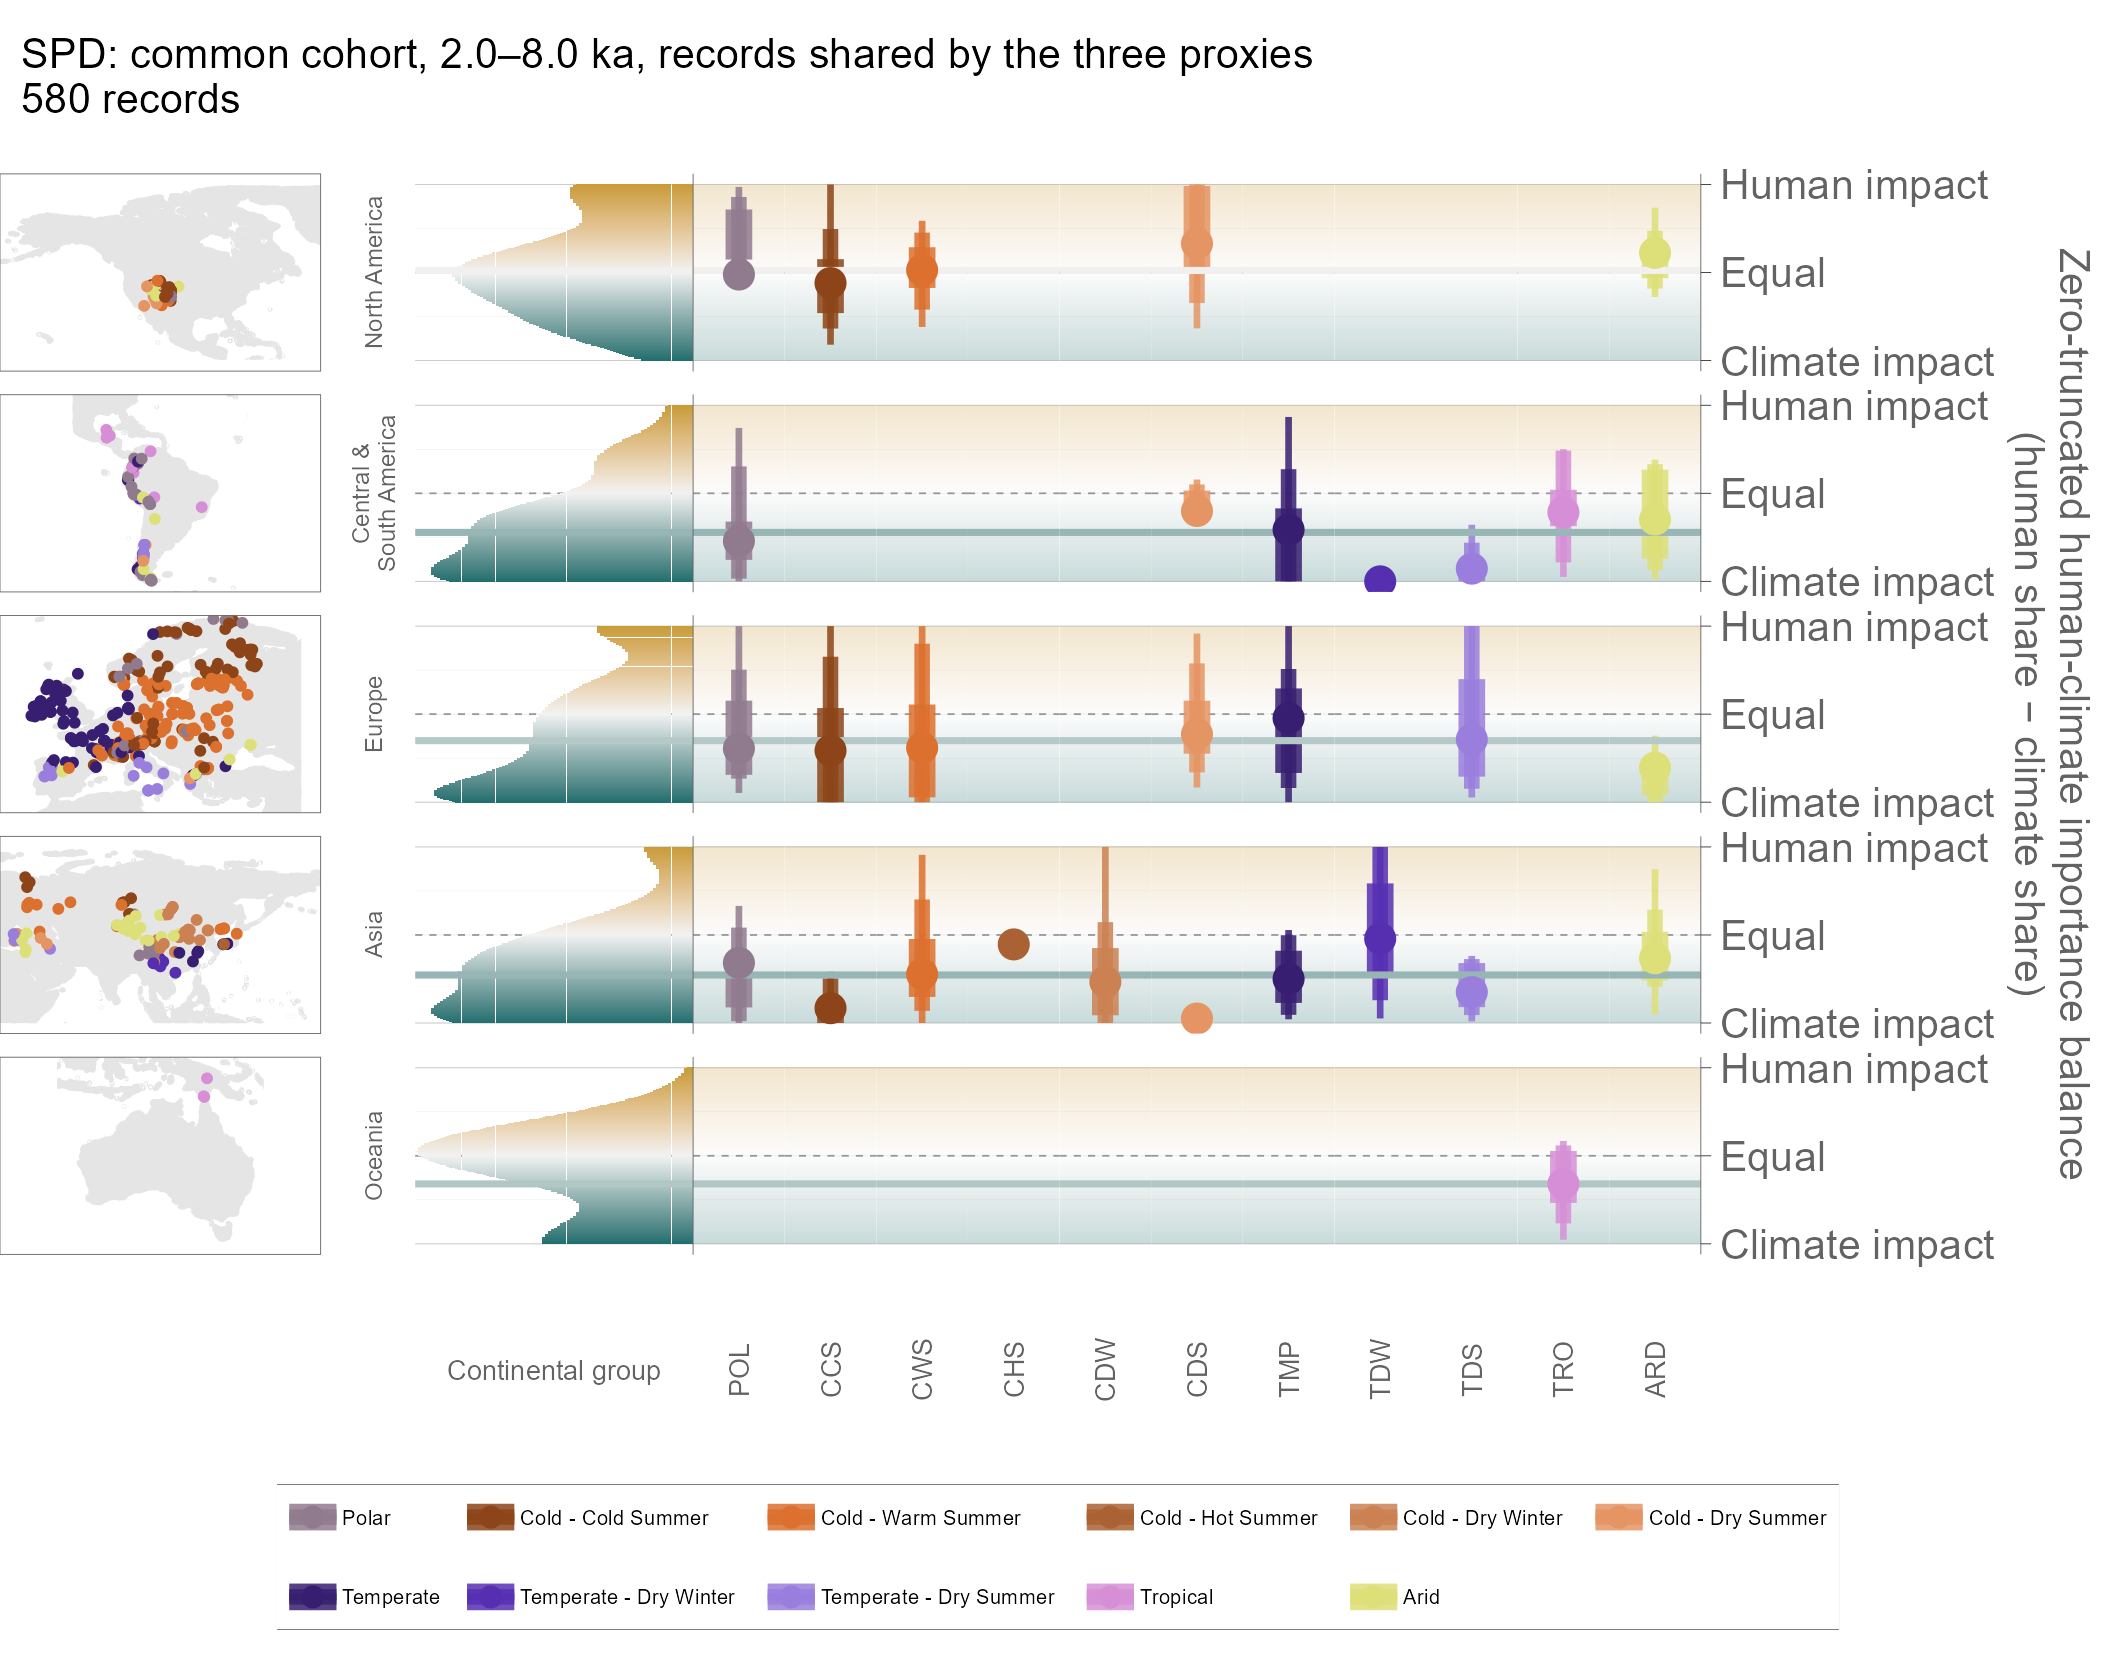 SPD: common cohort, 2.0–8.0 ka, records shared by the three proxies
580 records
North America
Human impact
Equal
Climate impact
Central &
South America
Human impact
Equal
Climate impact
Europe
Human impact
Equal
Climate impact
Asia
Human impact
Equal
Climate impact
Oceania
Human impact
Equal
Climate impact
Zero-truncated human-climate importance balance
(human share – climate share)
Continental group
POL
CCS
CWS
CHS
CDW
CDS
TMP
TDW
TDS
TRO
ARD
Polar
Cold - Cold Summer
Cold - Warm Summer
Cold - Hot Summer
Cold - Dry Winter
Cold - Dry Summer
Temperate
Temperate - Dry Winter
Temperate - Dry Summer
Tropical
Arid